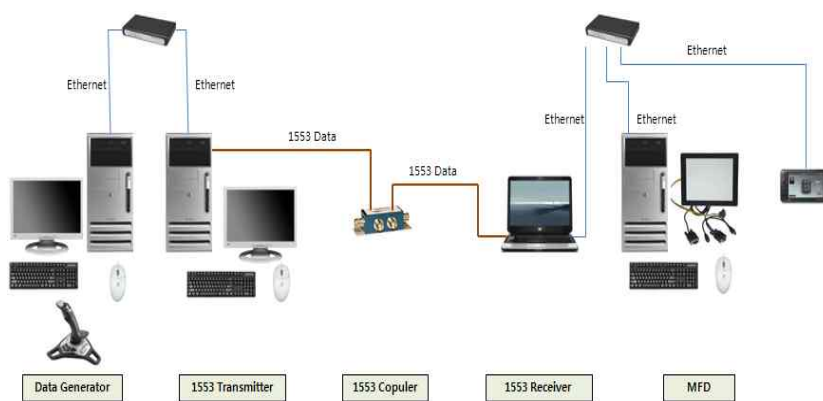 Ethernet
Ethernet
Ethernet
Ethernet
Ethernet
1553 Data
1553 Data
Data Generator
1553 Transmitter
1553 Copuler
1553 Receiver
MFD